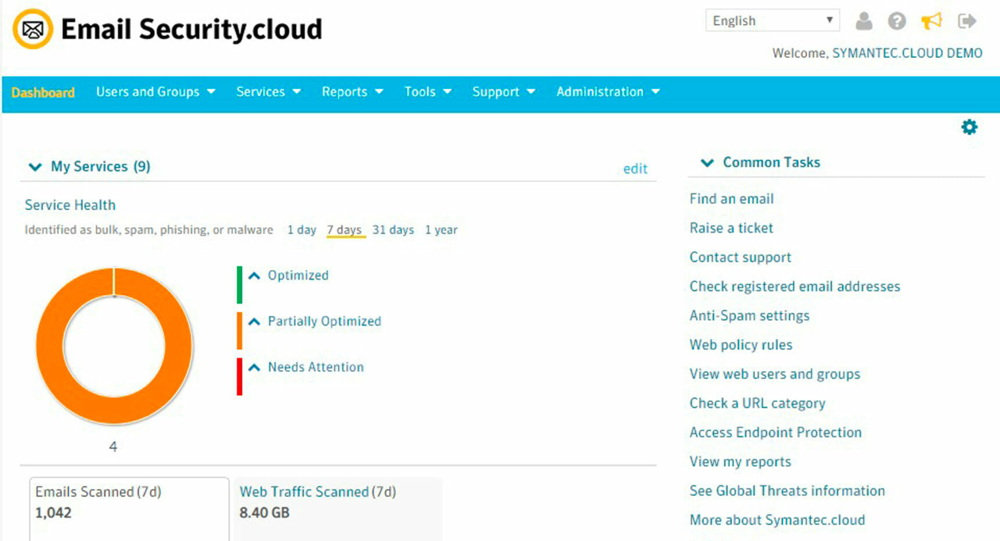 Email Security.cloud
English
Welcome, SYMANTEC.CLOUD DEMO
Dashboard Users and Groups Services Reports Tools Support Administration
My Services (9)
edit
Service Health
Identified as bulk, spam, phishing, or malware 1 day 7 days 31 days 1 year
Optimized
Partially Optimized
Needs Attention
4
Emails Scanned (7d)
1,042
Web Traffic Scanned (7d)
8.40 GB
Common Tasks
Find an email
Raise a ticket
Contact support
Check registered email addresses
Anti-Spam settings
Web policy rules
View web users and groups
Check a URL category
Access Endpoint Protection
View my reports
See Global Threats information
More about Symantec.cloud